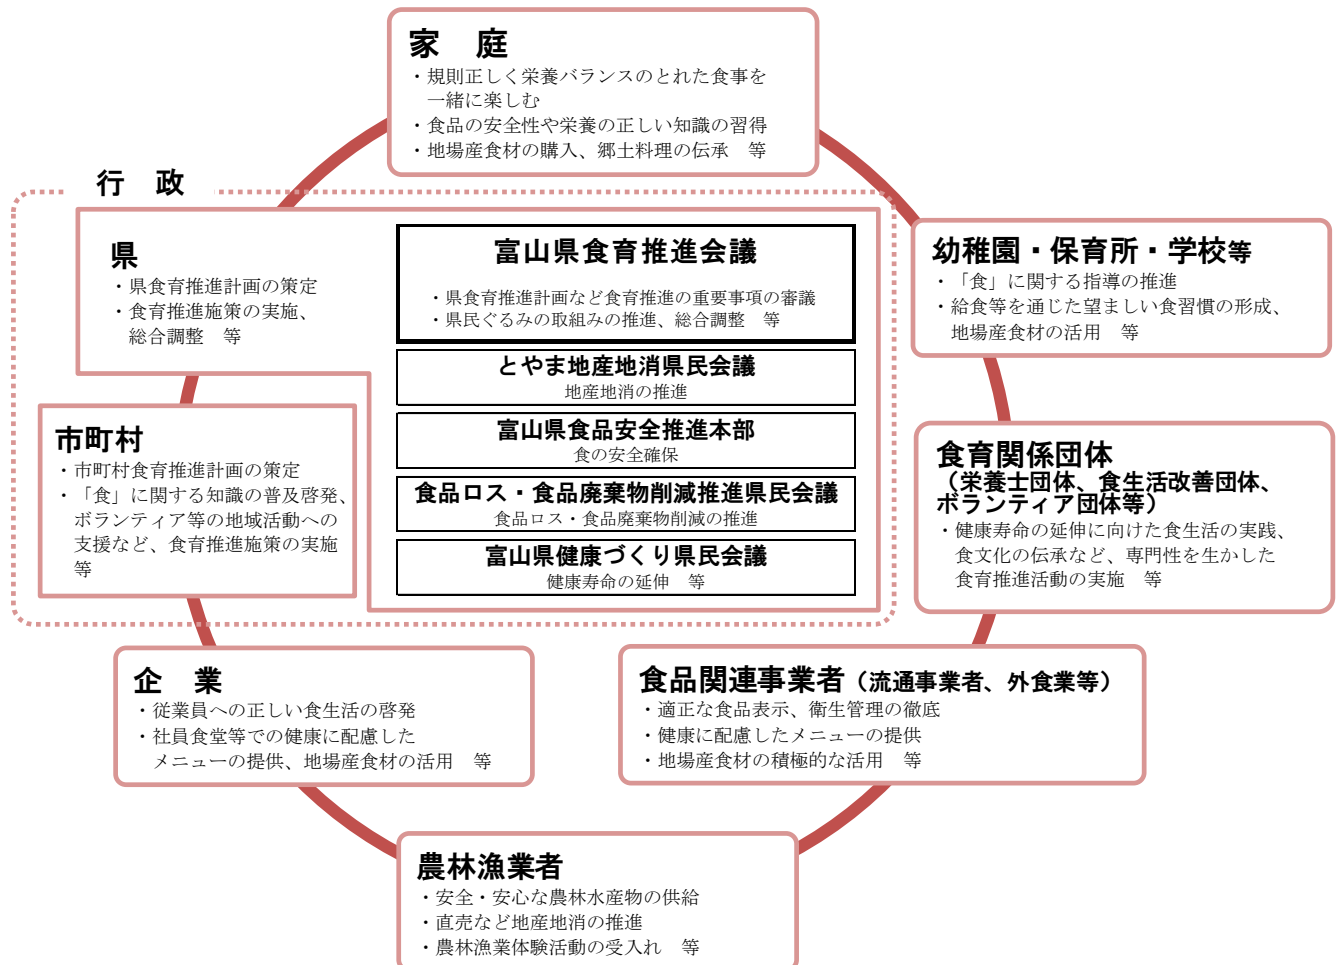 家　庭
・規則正しく栄養バランスのとれた食事を
一緒に楽しむ
・食品の安全性や栄養の正しい知識の習得
・地場産食材の購入、郷土料理の伝承　等
行　政
県
・県食育推進計画の策定
・食育推進施策の実施、
総合調整　等
富山県食育推進会議
・県食育推進計画など食育推進の重要事項の審議
・県民ぐるみの取組みの推進、総合調整　等
とやま地産地消県民会議
地産地消の推進
富山県食品安全推進本部
食の安全確保
食品ロス・食品廃棄物削減推進県民会議
食品ロス・食品廃棄物削減の推進
富山県健康づくり県民会議
健康寿命の延伸　等
市町村
・市町村食育推進計画の策定
・「食」に関する知識の普及啓発、
ボランティア等の地域活動への
支援など、食育推進施策の実施
等
幼稚園・保育所・学校等
・「食」に関する指導の推進
・給食等を通じた望ましい食習慣の形成、
地場産食材の活用　等
食育関係団体
（栄養士団体、食生活改善団体、
ボランティア団体等）
・健康寿命の延伸に向けた食生活の実践、
食文化の伝承など、専門性を生かした
食育推進活動の実施　等
企　業
・従業員への正しい食生活の啓発
・社員食堂等での健康に配慮した
メニューの提供、地場産食材の活用　等
食品関連事業者（流通事業者、外食業等）
・適正な食品表示、衛生管理の徹底
・健康に配慮したメニューの提供
・地場産食材の積極的な活用　等
農林漁業者
・安全・安心な農林水産物の供給
・直売など地産地消の推進
・農林漁業体験活動の受入れ　等